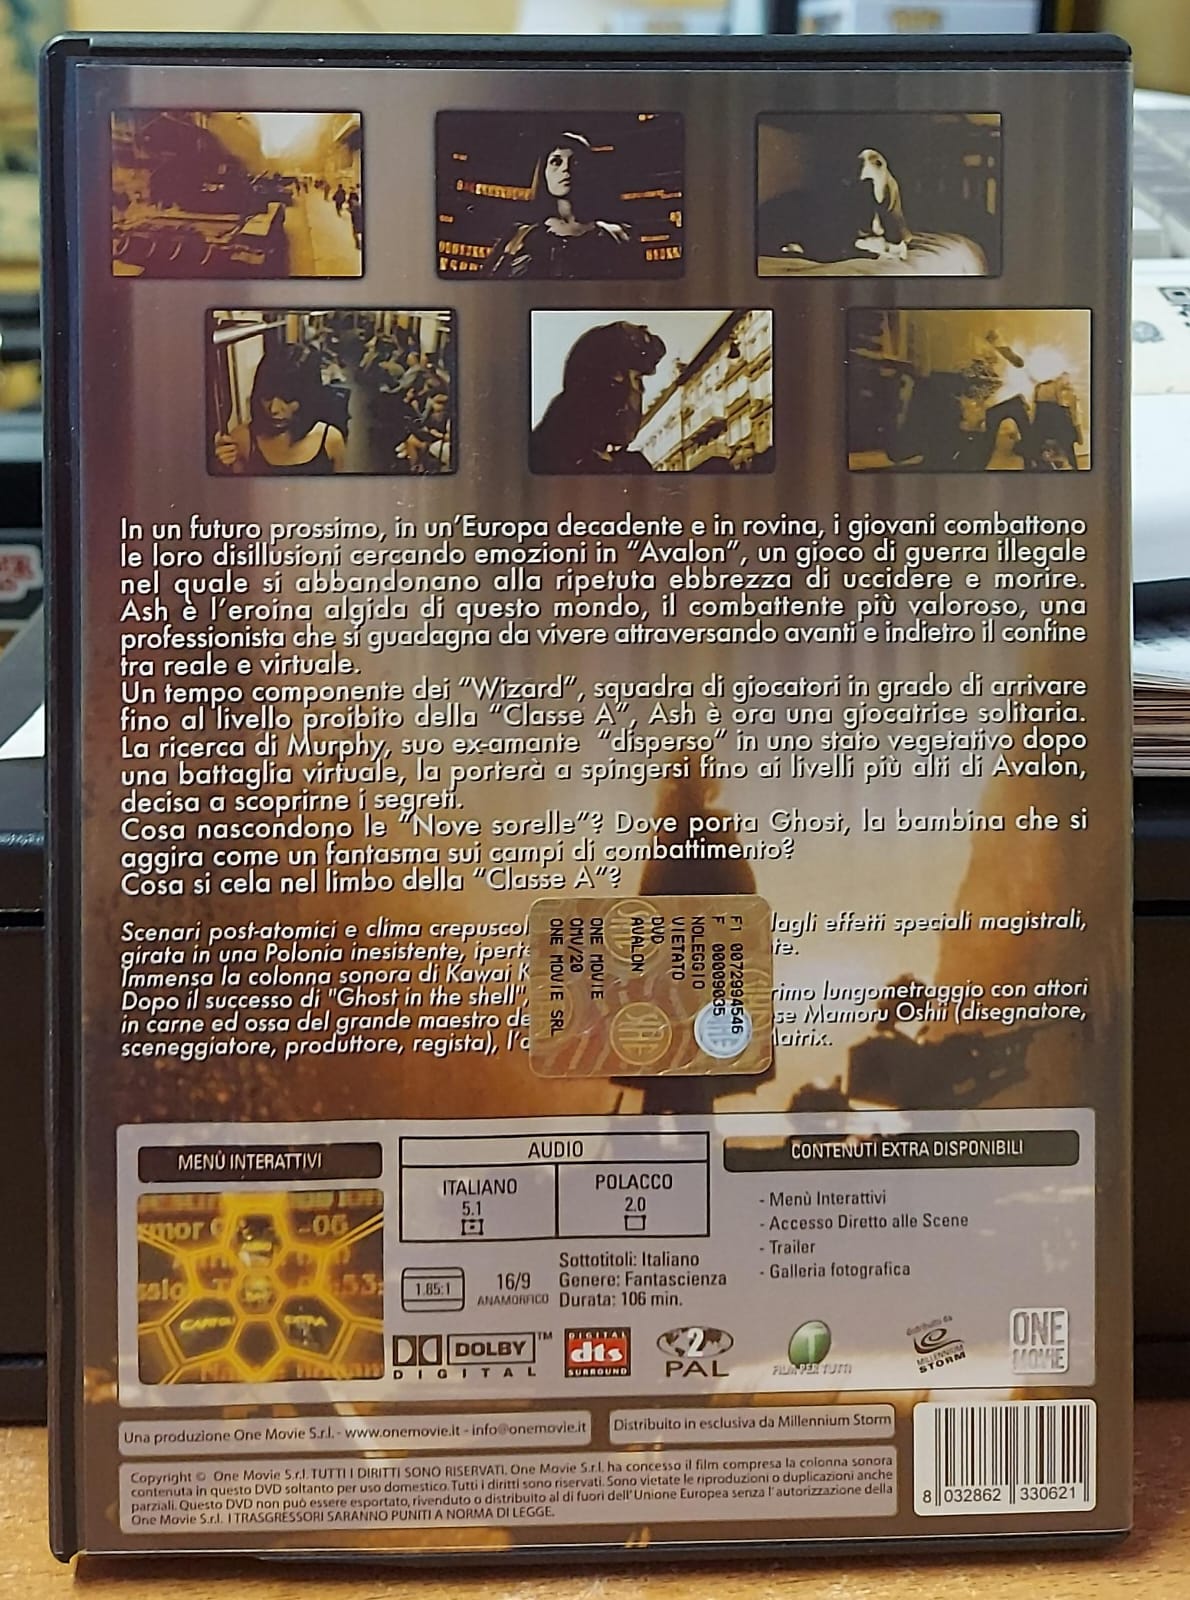 In un futuro prossimo, in un'Europa decadente e in rovina, i giovani combattono
le loro disillusioni cercando emozioni in "Avalon", un gioco di guerra illegale
nel quale si abbandonano alla ripetuta ebbrezza di uccidere e morire.
Ash è l'eroina algida di questo mondo, il combattente più valoroso, una
professionista che si guadagna da vivere attraversando avanti e indietro il confine
tra reale e virtuale.
Un tempo componente dei "Wizard", squadra di giocatori in grado di arrivare
fino al livello proibito della "Classe A", Ash è ora una giocatrice solitaria.
La ricerca di Murphy, suo ex-amante "disperso" in uno stato vegetativo dopo
una battaglia virtuale, la porterà a spingersi fino ai livelli più alti di Avalon,
decisa a scoprirne i segreti.
Cosa nascondono le "Nove sorelle"? Dove porta Ghost, la bambina che si
aggira come un fantasma sui campi di combattimento?
Cosa si cela nel limbo della "Classe A"?
Scenari post-atomici e clima crepuscol lagli effetti speciali magistrali,
girata in una Polonia inesistente, iperte te.
Immensa la colonna sonora di Kawai K
Dopo il successo di "Ghost in the shell", rimo lungometraggio con attori
in carne ed ossa del grande maestro de se Mamoru Oshii (disegnatore,
sceneggiatore, produttore, regista), l'a latrix.
F1 0072994546
F 00009035
NOLEGGIO
VIETATO
DVD
AVALON
ONE MOVIE
OMV/20
ONE MOVIE SRL
MENÙ INTERATTIVI
AUDIO
ITALIANO
5.1
POLACCO
2.0
CONTENUTI EXTRA DISPONIBILI
- Menù Interattivi
- Accesso Diretto alle Scene
- Trailer
- Galleria fotografica
1.85:1
16/9
ANAMORFICO
Sottotitoli: Italiano
Genere: Fantascienza
Durata: 106 min.
DOLBY™
DIGITAL
DIGITAL
dts
SURROUND
2
PAL
T
FILM PER TUTTI
distribuito da
MILLENNIUM
STORM
ONE
MOVIE
Una produzione One Movie S.r.l. - www.onemovie.it - info@onemovie.it
Distribuito in esclusiva da Millennium Storm
Copyright © One Movie S.r.l. TUTTI I DIRITTI SONO RISERVATI. One Movie S.r.l. ha concesso il film compresa la colonna sonora
contenuta in questo DVD soltanto per uso domestico. Tutti i diritti sono riservati. Sono vietate le riproduzioni o duplicazioni anche
parziali. Questo DVD non può essere esportato, rivenduto o distribuito al di fuori dell'Unione Europea senza l'autorizzazione della
One Movie S.r.l. I TRASGRESSORI SARANNO PUNITI A NORMA DI LEGGE.
8 032862 330621